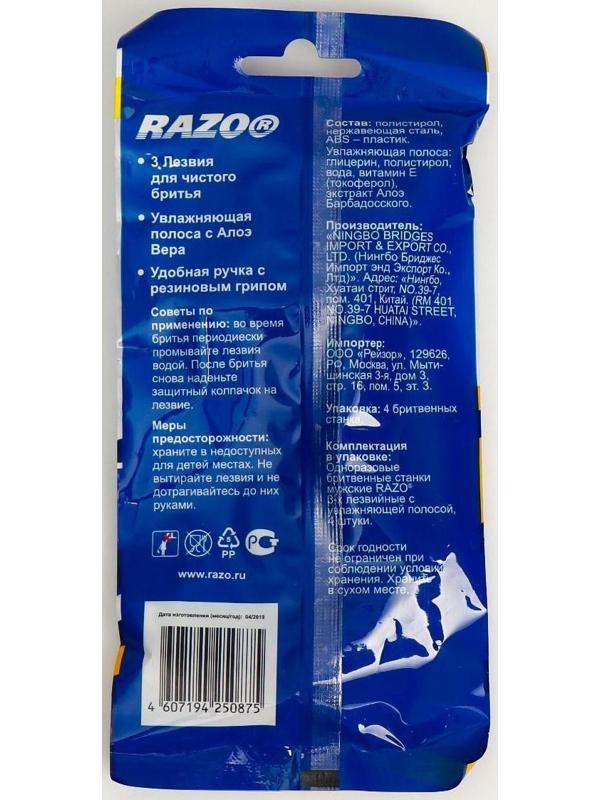 RAZO®
• 3 Лезвия
для чистого
бритья
• Увлажняющая
полоса с Алоэ
Вера
• Удобная ручка с
резиновым грипом
Советы по
применению: во время
бритья периодиески
промывайте лезвия
водой. После бритья
снова наденьте
защитный колпачок на
лезвие.
Меры
предосторожности:
храните в недоступных
для детей местах. Не
вытирайте лезвия и не
дотрагивайтесь до них
руками.
5
PP
www.razo.ru
Дата изготовления (месяц/год): 04/2019
4 607194 250875
Состав: полистирол,
нержавеющая сталь,
ABS – пластик.
Увлажняющая полоса:
глицерин, полистирол,
вода, витамин Е
(токоферол),
экстракт Алоэ
Барбадосского.
Производитель:
«NINGBO BRIDGES
IMPORT & EXPORT CO.,
LTD. (Нингбо Бриджес
Импорт энд Экспорт Ко.,
Лтд)». Адрес: «Нингбо,
Хуатаи стрит, NO.39-7,
пом. 401, Китай. (RM 401
NO.39-7 HUATAI STREET,
NINGBO, CHINA)».
Импортер:
ООО «Рейзор», 129626,
РФ, Москва, ул. Мыти-
щинская 3-я, дом 3,
стр. 16, пом. 5, эт. 3.
Упаковка: 4 бритвенных
станка
Комплектация
в упаковке:
Одноразовые
бритвенные станки
мужские RAZO®
3-х лезвийные с
увлажняющей полосой,
4 штуки.
Срок годности
не ограничен при
соблюдении условий
хранения. Хранить
в сухом месте.